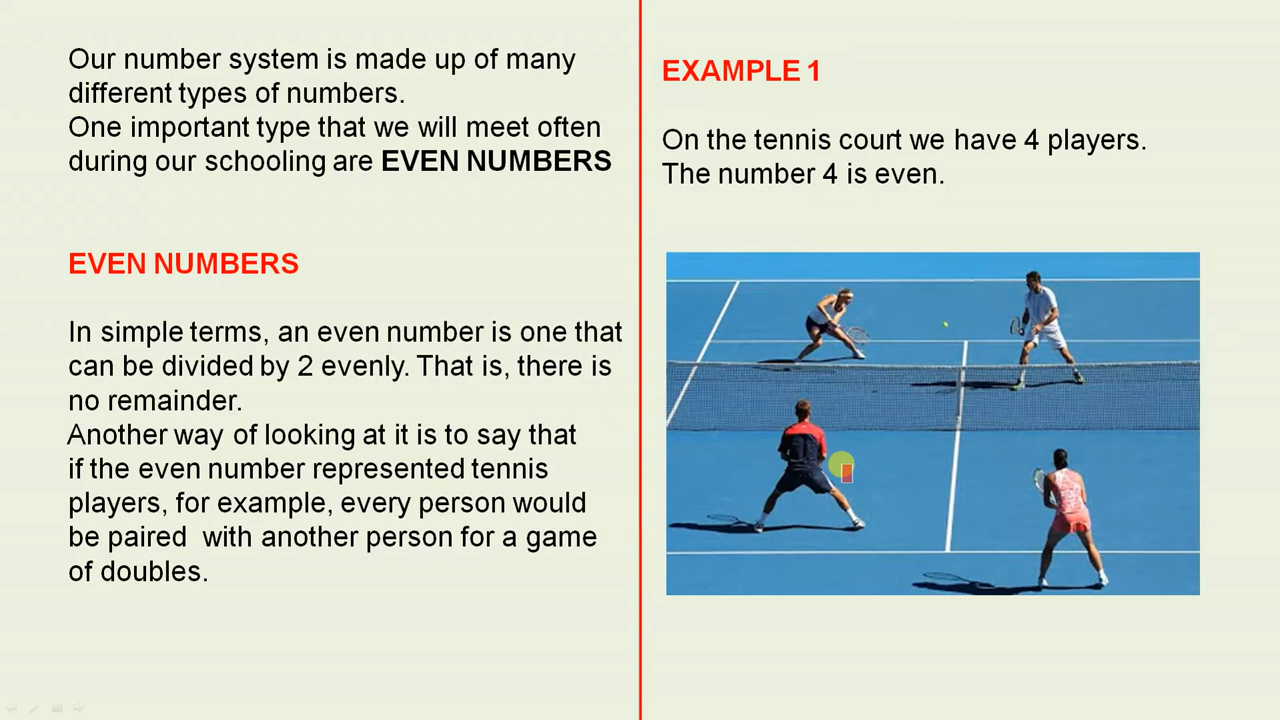 Our number system is made up of many
different types of numbers.
One important type that we will meet often
during our schooling are EVEN NUMBERS
EVEN NUMBERS
In simple terms, an even number is one that
can be divided by 2 evenly. That is, there is
no remainder.
Another way of looking at it is to say that
if the even number represented tennis
players, for example, every person would
be paired  with another person for a game
of doubles.
EXAMPLE 1
On the tennis court we have 4 players.
The number 4 is even.